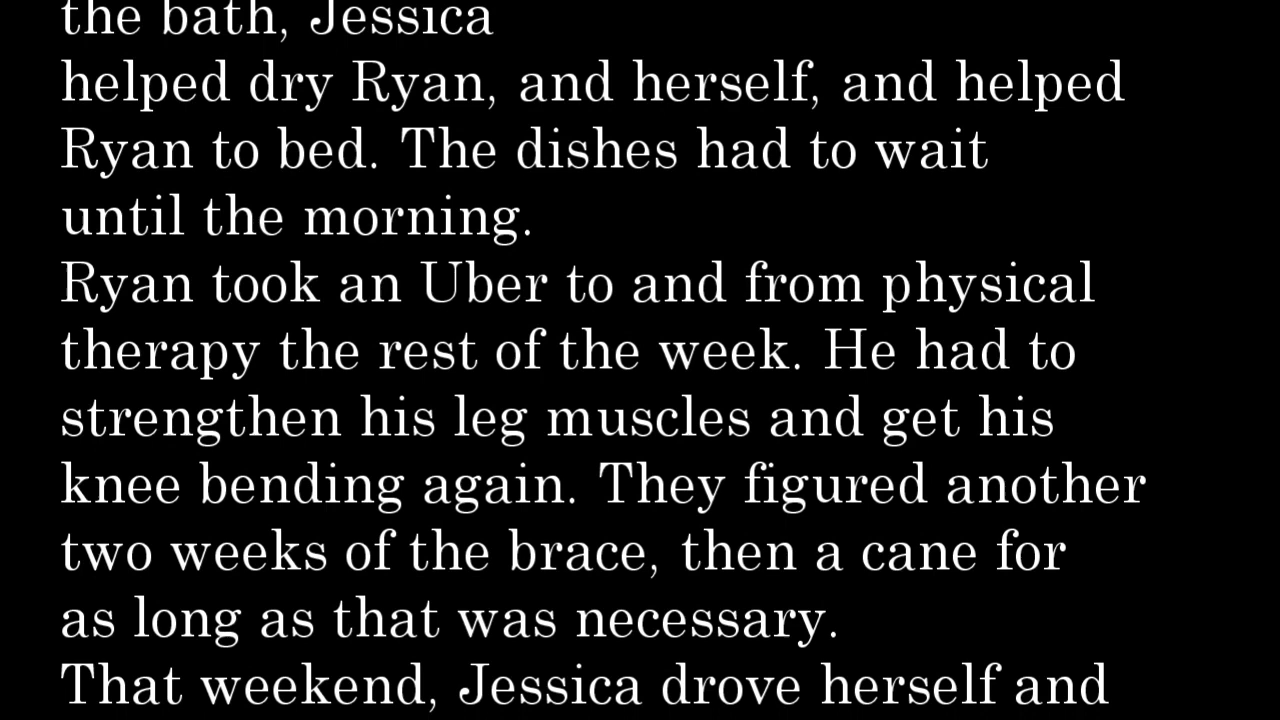 the bath, Jessica
helped dry Ryan, and herself, and helped
Ryan to bed. The dishes had to wait
until the morning.
Ryan took an Uber to and from physical
therapy the rest of the week. He had to
strengthen his leg muscles and get his
knee bending again. They figured another
two weeks of the brace, then a cane for
as long as that was necessary.
That weekend, Jessica drove herself and